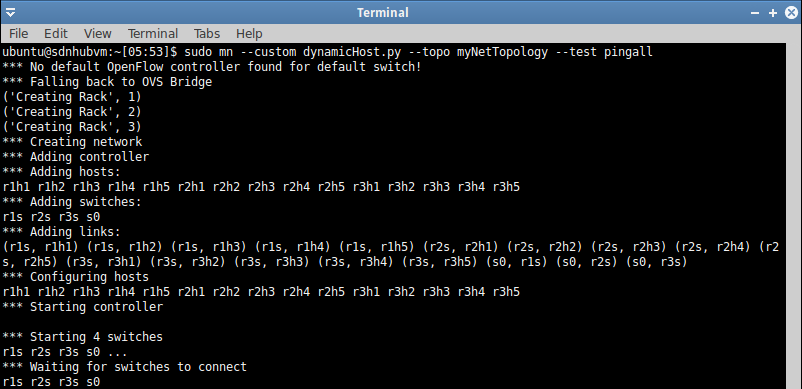 Terminal
File Edit View Terminal Tabs Help
ubuntu@sdnhubvm:~[05:53]$ sudo mn --custom dynamicHost.py --topo myNetTopology --test pingall
*** No default OpenFlow controller found for default switch!
*** Falling back to OVS Bridge
('Creating Rack', 1)
('Creating Rack', 2)
('Creating Rack', 3)
*** Creating network
*** Adding controller
*** Adding hosts:
r1h1 r1h2 r1h3 r1h4 r1h5 r2h1 r2h2 r2h3 r2h4 r2h5 r3h1 r3h2 r3h3 r3h4 r3h5
*** Adding switches:
r1s r2s r3s s0
*** Adding links:
(r1s, r1h1) (r1s, r1h2) (r1s, r1h3) (r1s, r1h4) (r1s, r1h5) (r2s, r2h1) (r2s, r2h2) (r2s, r2h3) (r2s, r2h4) (r2
s, r2h5) (r3s, r3h1) (r3s, r3h2) (r3s, r3h3) (r3s, r3h4) (r3s, r3h5) (s0, r1s) (s0, r2s) (s0, r3s)
*** Configuring hosts
r1h1 r1h2 r1h3 r1h4 r1h5 r2h1 r2h2 r2h3 r2h4 r2h5 r3h1 r3h2 r3h3 r3h4 r3h5
*** Starting controller
*** Starting 4 switches
r1s r2s r3s s0 ...
*** Waiting for switches to connect
r1s r2s r3s s0